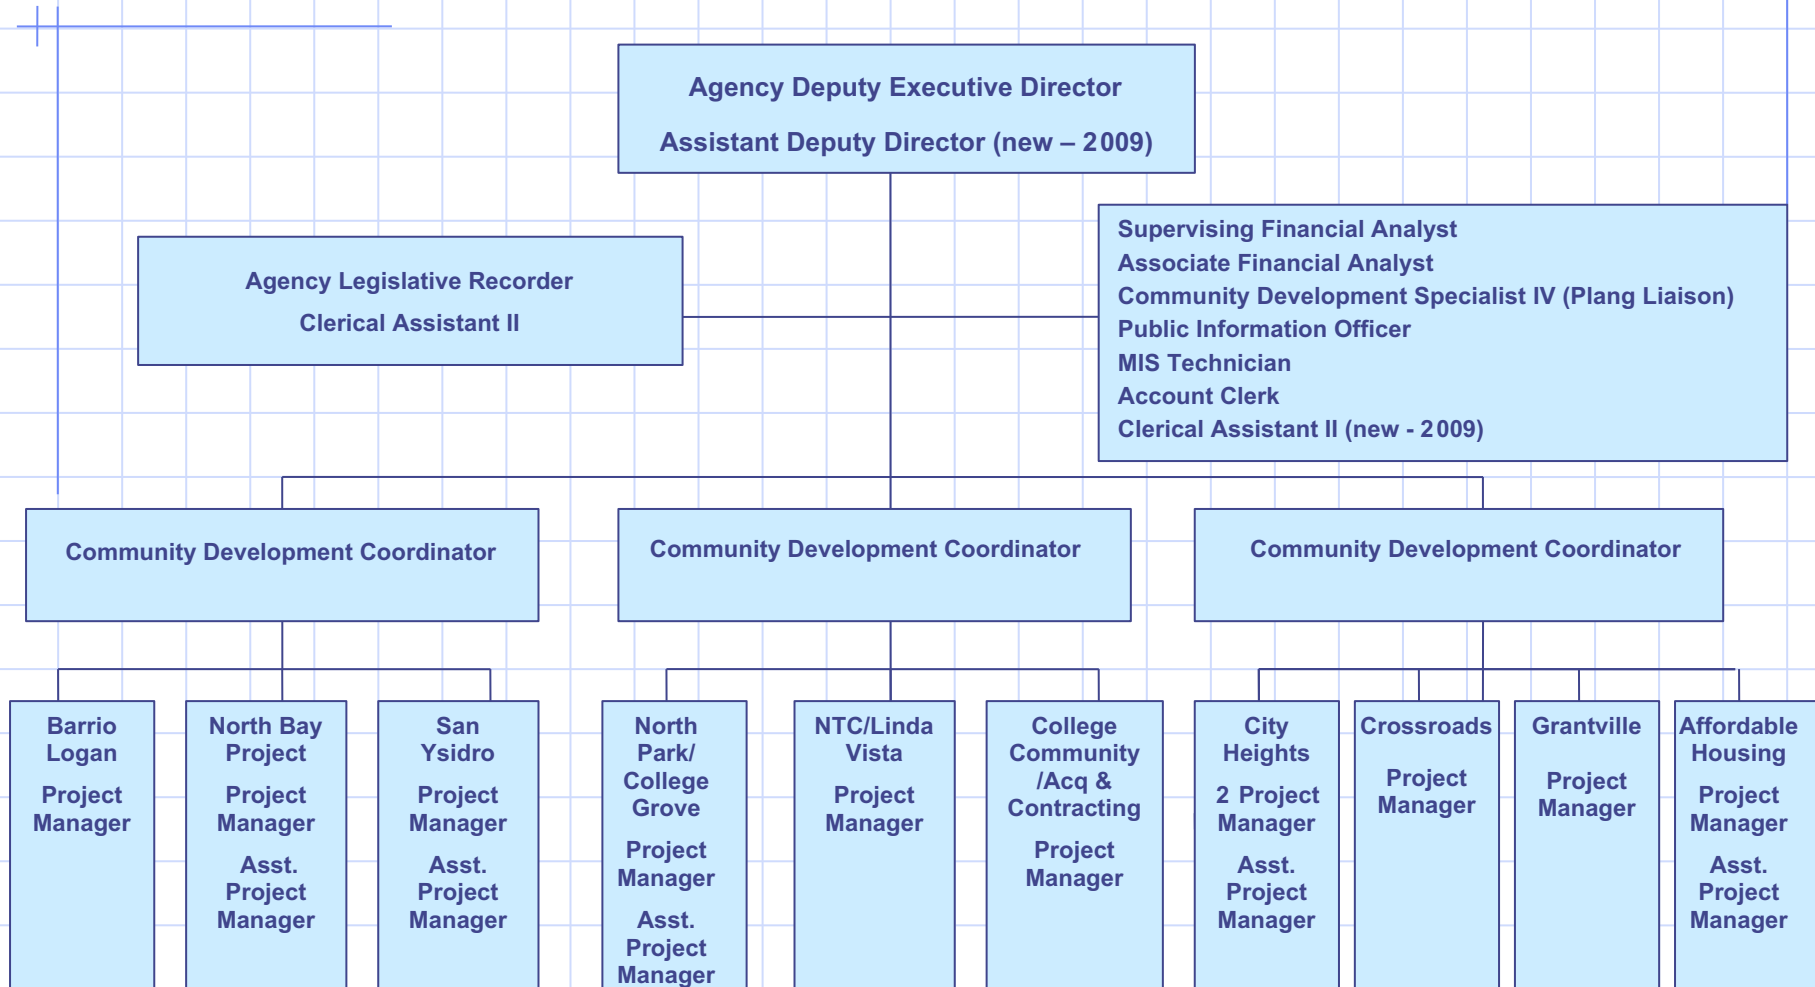 Agency Deputy Executive Director
Assistant Deputy Director (new – 2009)
Agency Legislative Recorder
Clerical Assistant II
Supervising Financial Analyst
Associate Financial Analyst
Community Development Specialist IV (Plang Liaison)
Public Information Officer
MIS Technician
Account Clerk
Clerical Assistant II (new - 2009)
Community Development Coordinator
Community Development Coordinator
Community Development Coordinator
Barrio
Logan
Project
Manager
North Bay
Project
Project
Manager
Asst.
Project
Manager
San
Ysidro
Project
Manager
Asst.
Project
Manager
North
Park/
College
Grove
Project
Manager
Asst.
Project
Manager
NTC/Linda
Vista
Project
Manager
College
Community
/Acq &
Contracting
Project
Manager
City
Heights
2 Project
Manager
Asst.
Project
Manager
Crossroads
Project
Manager
Grantville
Project
Manager
Affordable
Housing
Project
Manager
Asst.
Project
Manager